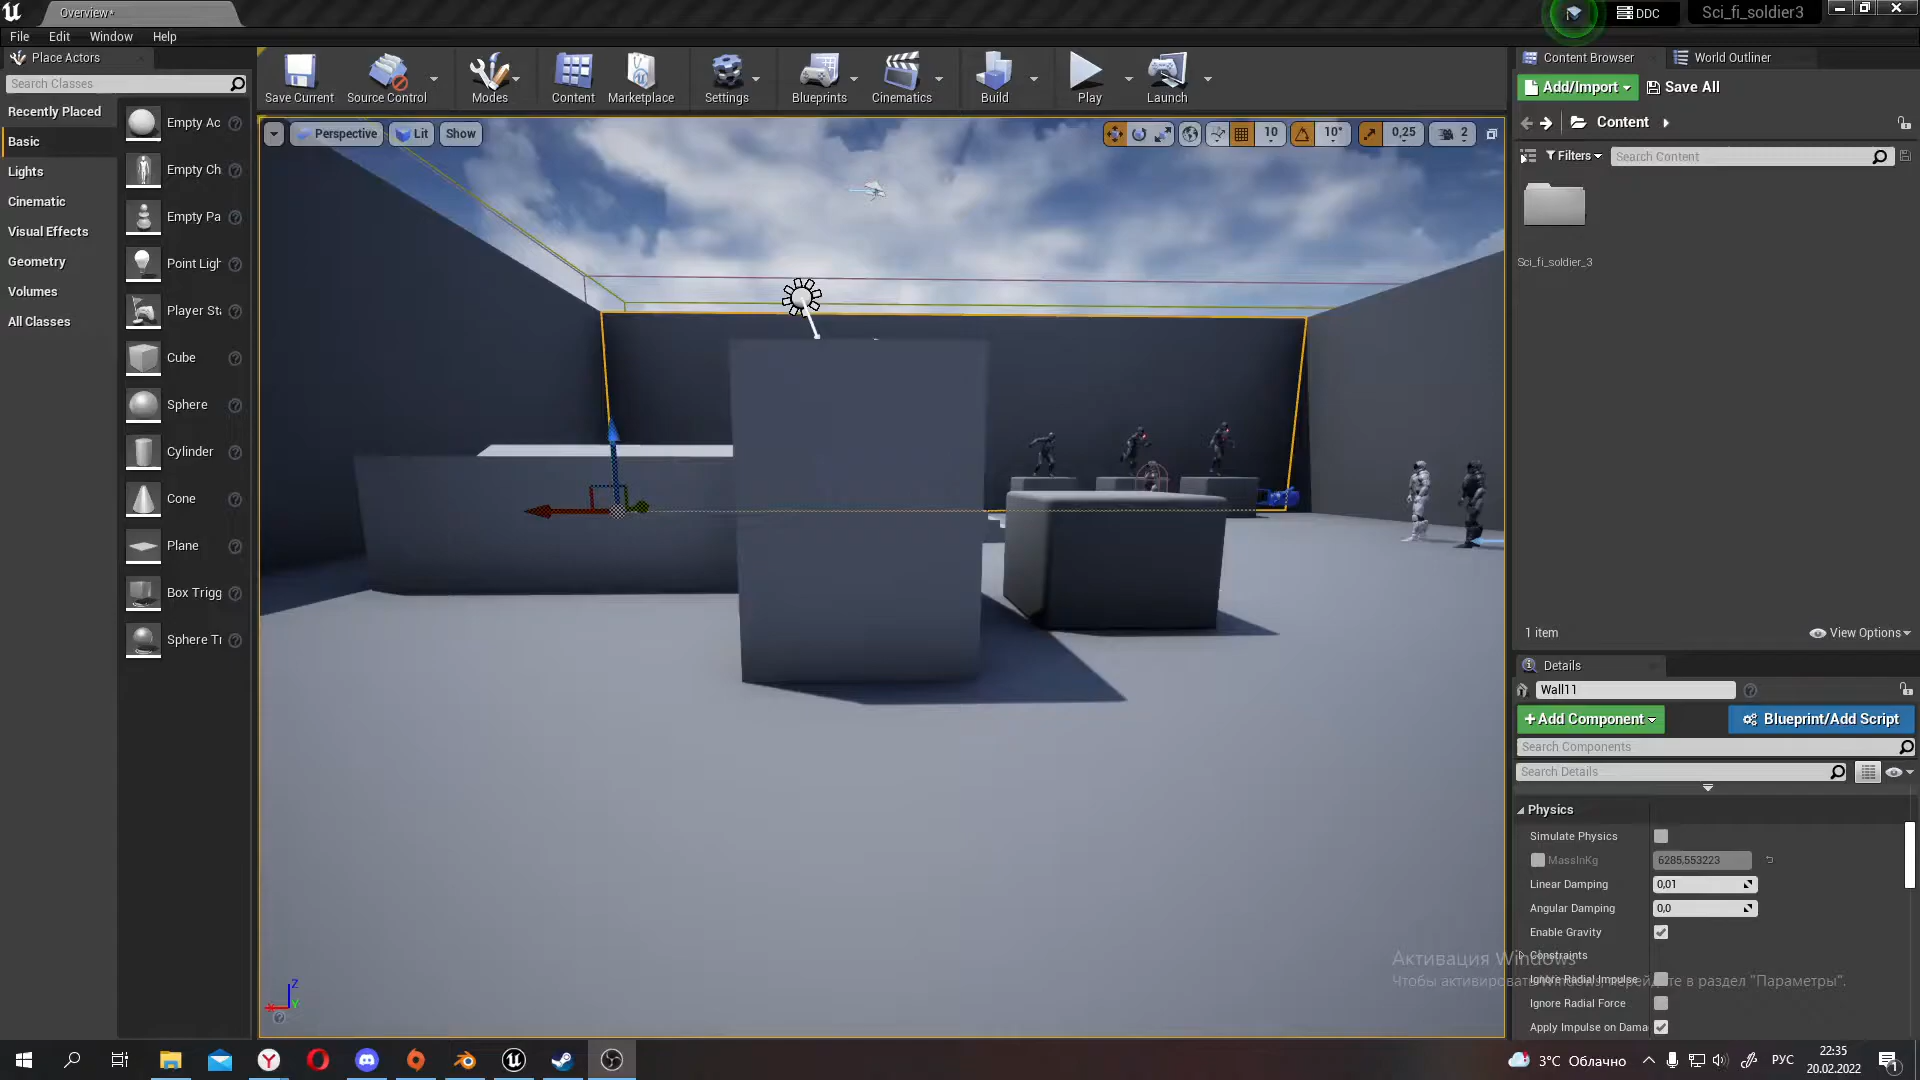 Overview*
DDC
Sci_fi_soldier3
File Edit Window Help
Place Actors
Search Classes
Recently Placed
Basic
Lights
Cinematic
Visual Effects
Geometry
Volumes
All Classes
Empty Ac
Empty Ch
Empty Pa
Point Ligh
Player Sta
Cube
Sphere
Cylinder
Cone
Plane
Box Trigg
Sphere Tr
Save Current
Source Control
Modes
Content
Marketplace
Settings
Blueprints
Cinematics
Build
Play
Launch
Perspective
Lit
Show
10
10°
0,25
2
Z
Y
Content Browser
World Outliner
Add/Import
Save All
Content
Filters
Search Content
Sci_fi_soldier_3
1 item
View Options
Details
Wall11
+Add Component
Blueprint/Add Script
Search Components
Search Details
Physics
Simulate Physics
MassInKg 6285,553223
Linear Damping 0,01
Angular Damping 0,0
Enable Gravity
Constraints
Ignore Radial Impulse
Ignore Radial Force
Apply Impulse on Dama
Активация Windows
Чтобы активировать Windows, перейдите в раздел "Параметры".
3°C Облачно
РУС
22:35
20.02.2022
1